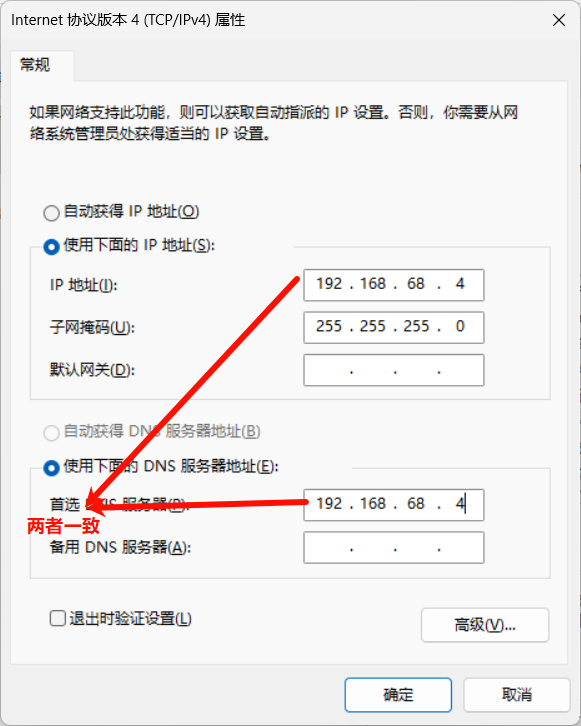 Internet 协议版本 4 (TCP/IPv4) 属性
常规
如果网络支持此功能，则可以获取自动指派的 IP 设置。否则，你需要从网
络系统管理员处获得适当的 IP 设置。
自动获得 IP 地址(O)
使用下面的 IP 地址(S):
IP 地址(I): 192 . 168 . 68 . 4
子网掩码(U): 255 . 255 . 255 . 0
默认网关(D): . . .
自动获得 DNS 服务器地址(B)
使用下面的 DNS 服务器地址(E):
首选 DNS 服务器(P): 192 . 168 . 68 . 4
两者一致
备用 DNS 服务器(A): . . .
退出时验证设置(L)
高级(V)...
确定 取消